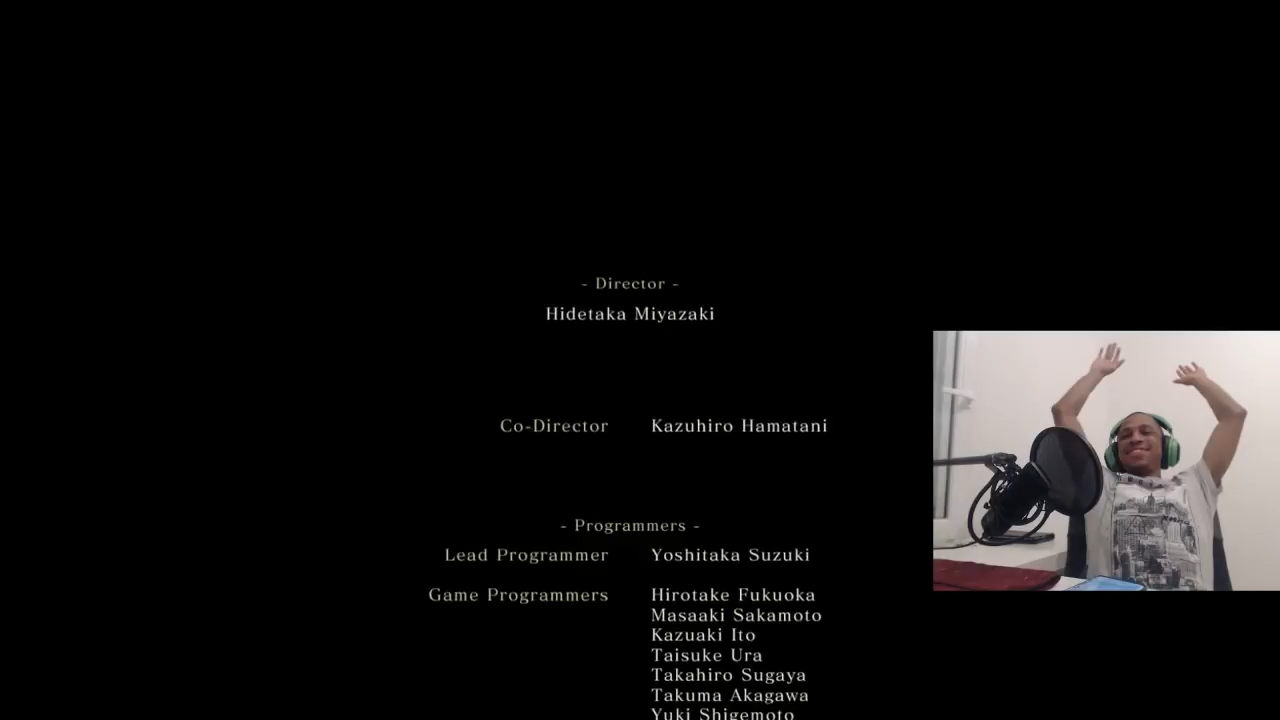 - Director -
Hidetaka Miyazaki
Co-Director Kazuhiro Hamatani
- Programmers -
Lead Programmer Yoshitaka Suzuki
Game Programmers Hirotake Fukuoka
Masaaki Sakamoto
Kazuaki Ito
Taisuke Ura
Takahiro Sugaya
Takuma Akagawa
Yuki Shigemoto